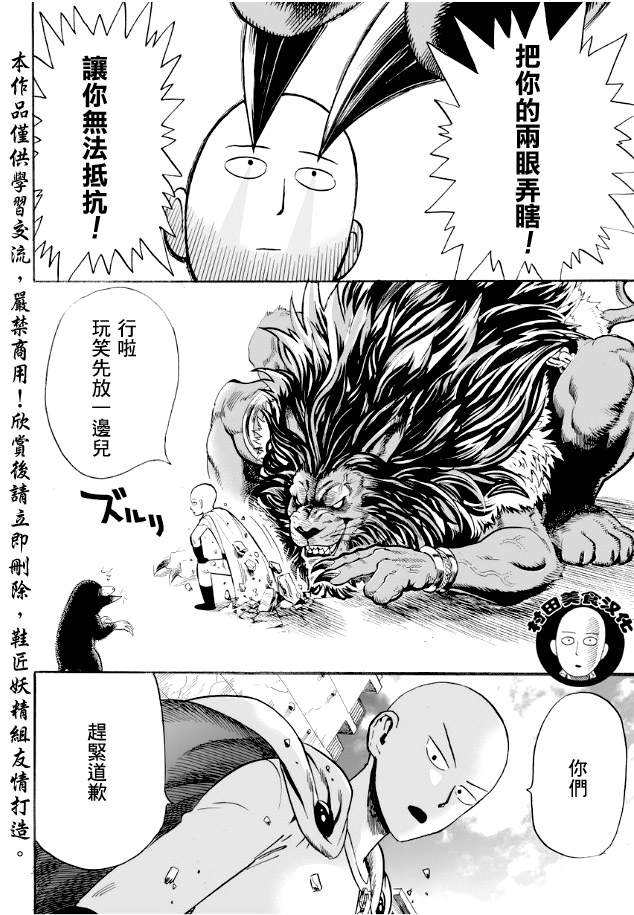 把你的兩眼弄瞎！
讓你無法抵抗！
行啦
玩笑先放一邊兒
ズルリ
村田美食汉化
你們
趕緊道歉
本作品僅供學習交流，嚴禁商用！欣賞後請立即刪除，鞋匠妖精組友情打造。